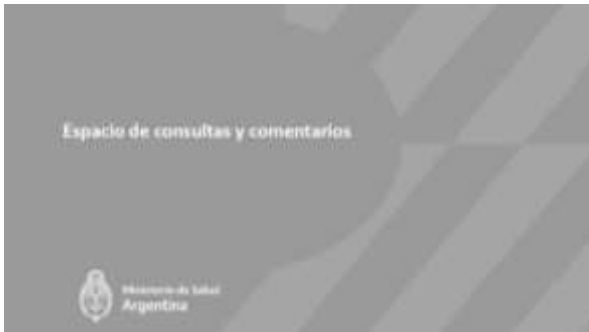 Espacio de consultas y comentarios
Ministerio de Salud
Argentina